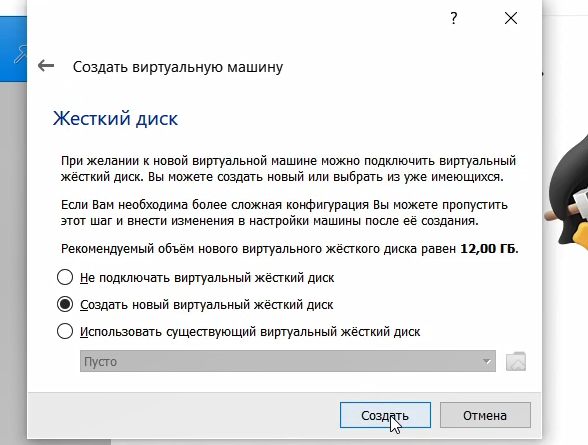 ?
Создать виртуальную машину
Жесткий диск
При желании к новой виртуальной машине можно подключить виртуальный
жёсткий диск. Вы можете создать новый или выбрать из уже имеющихся.
Если Вам необходима более сложная конфигурация Вы можете пропустить
этот шаг и внести изменения в настройки машины после её создания.
Рекомендуемый объём нового виртуального жёсткого диска равен 12,00 ГБ.
Не подключать виртуальный жёсткий диск
Создать новый виртуальный жёсткий диск
Использовать существующий виртуальный жёсткий диск
Пусто
Создать Отмена